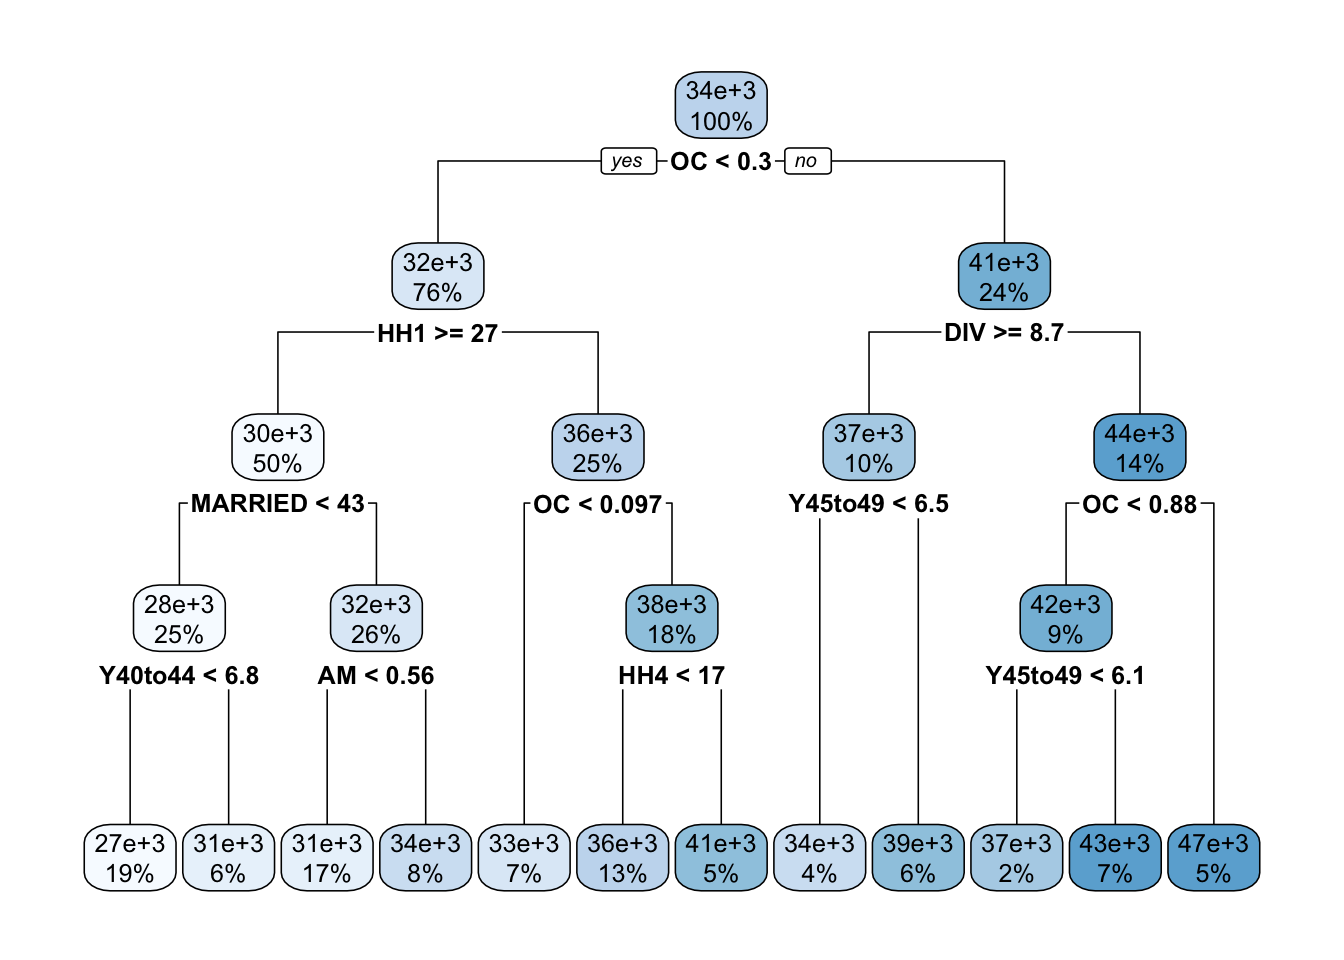 34e+3
100%
yes OC < 0.3 no
32e+3
76%
41e+3
24%
HH1 >= 27
DIV >= 8.7
30e+3
50%
36e+3
25%
37e+3
10%
44e+3
14%
MARRIED < 43
OC < 0.097
Y45to49 < 6.5
OC < 0.88
28e+3
25%
32e+3
26%
38e+3
18%
42e+3
9%
Y40to44 < 6.8
AM < 0.56
HH4 < 17
Y45to49 < 6.1
27e+3
19%
31e+3
6%
31e+3
17%
34e+3
8%
33e+3
7%
36e+3
13%
41e+3
5%
34e+3
4%
39e+3
6%
37e+3
2%
43e+3
7%
47e+3
5%